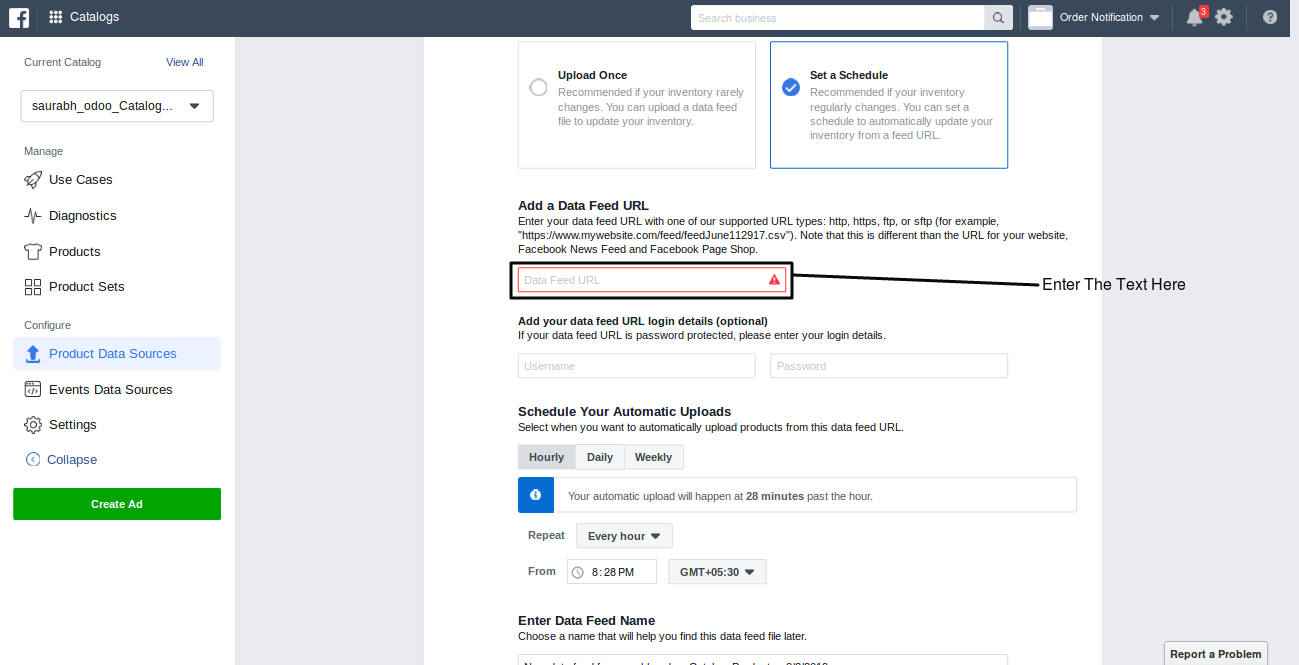 Catalogs
Search business
Order Notification
3
Current Catalog
View All
saurabh_odoo_Catalog...
Manage
Use Cases
Diagnostics
Products
Product Sets
Configure
Product Data Sources
Events Data Sources
Settings
Collapse
Create Ad
Upload Once
Recommended if your inventory rarely
changes. You can upload a data feed
file to update your inventory.
Set a Schedule
Recommended if your inventory
regularly changes. You can set a
schedule to automatically update your
inventory from a feed URL.
Add a Data Feed URL
Enter your data feed URL with one of our supported URL types: http, https, ftp, or sftp (for example,
"https://www.mywebsite.com/feed/feedJune112917.csv"). Note that this is different than the URL for your website,
Facebook News Feed and Facebook Page Shop.
Data Feed URL
Enter The Text Here
Add your data feed URL login details (optional)
If your data feed URL is password protected, please enter your login details.
Username
Password
Schedule Your Automatic Uploads
Select when you want to automatically upload products from this data feed URL.
Hourly
Daily
Weekly
Your automatic upload will happen at 28 minutes past the hour.
Repeat
Every hour
From
8:28PM
GMT+05:30
Enter Data Feed Name
Choose a name that will help you find this data feed file later.
Report a Problem